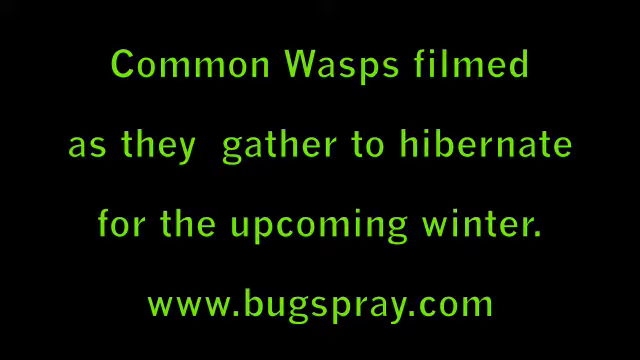 Common Wasps filmed
as they  gather to hibernate
for the upcoming winter.
www.bugspray.com